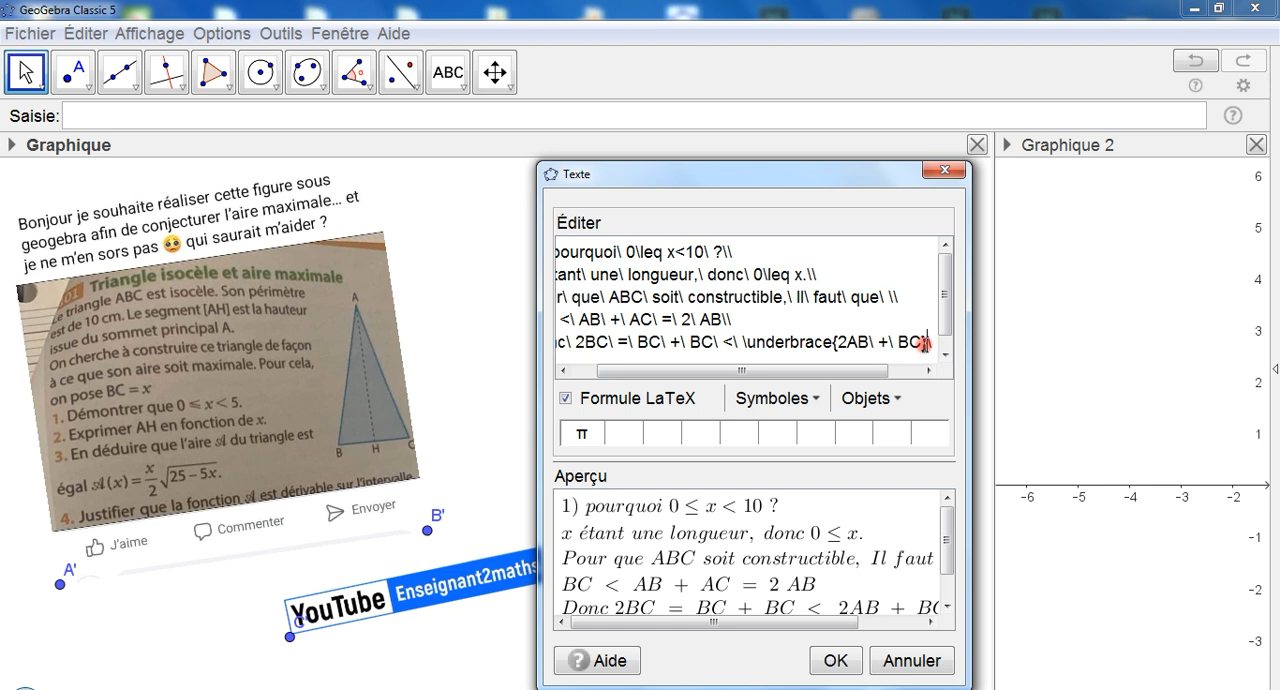 GeoGebra Classic 5
Fichier Éditer Affichage Options Outils Fenêtre Aide
A
α
ABC
Saisie:
Graphique
Graphique 2
Bonjour je souhaite réaliser cette figure sous
geogebra afin de conjecturer l'aire maximale... et
je ne m'en sors pas 🥺 qui saurait m'aider ?
01 Triangle isocèle et aire maximale
Le triangle ABC est isocèle. Son périmètre
est de 10 cm. Le segment [AH] est la hauteur
issue du sommet principal A.
On cherche à construire ce triangle de façon
à ce que son aire soit maximale. Pour cela,
on pose BC = x
1. Démontrer que 0 ⩽ x < 5.
2. Exprimer AH en fonction de x.
3. En déduire que l'aire 𝒜 du triangle est
égal 𝒜(x) = x/2 √25 – 5x.
4. Justifier que la fonction 𝒜 est dérivable sur l'intervalle
A
B
H
C
J'aime
Commenter
Envoyer
A'
B'
C'
YouTube Enseignant2maths
Texte
Éditer
pourquoi\ 0\leq x<10\ ?\\
tant\ une\ longueur,\ donc\ 0\leq x.\\
r\ que\ ABC\ soit\ constructible,\ Il\ faut\ que\ \\
<\ AB\ +\ AC\ =\ 2\ AB\\
c\ 2BC\ =\ BC\ +\ BC\ <\ \underbrace{2AB\ +\ BC}
Formule LaTeX
Symboles
Objets
π
Aperçu
1) pourquoi 0 ≤ x < 10 ?
x étant une longueur, donc 0 ≤ x.
Pour que ABC soit constructible, Il faut
BC < AB + AC = 2 AB
Donc 2BC = BC + BC < 2AB + BC
Aide
OK
Annuler
6
5
4
3
2
1
-6 -5 -4 -3 -2
-1
-2
-3